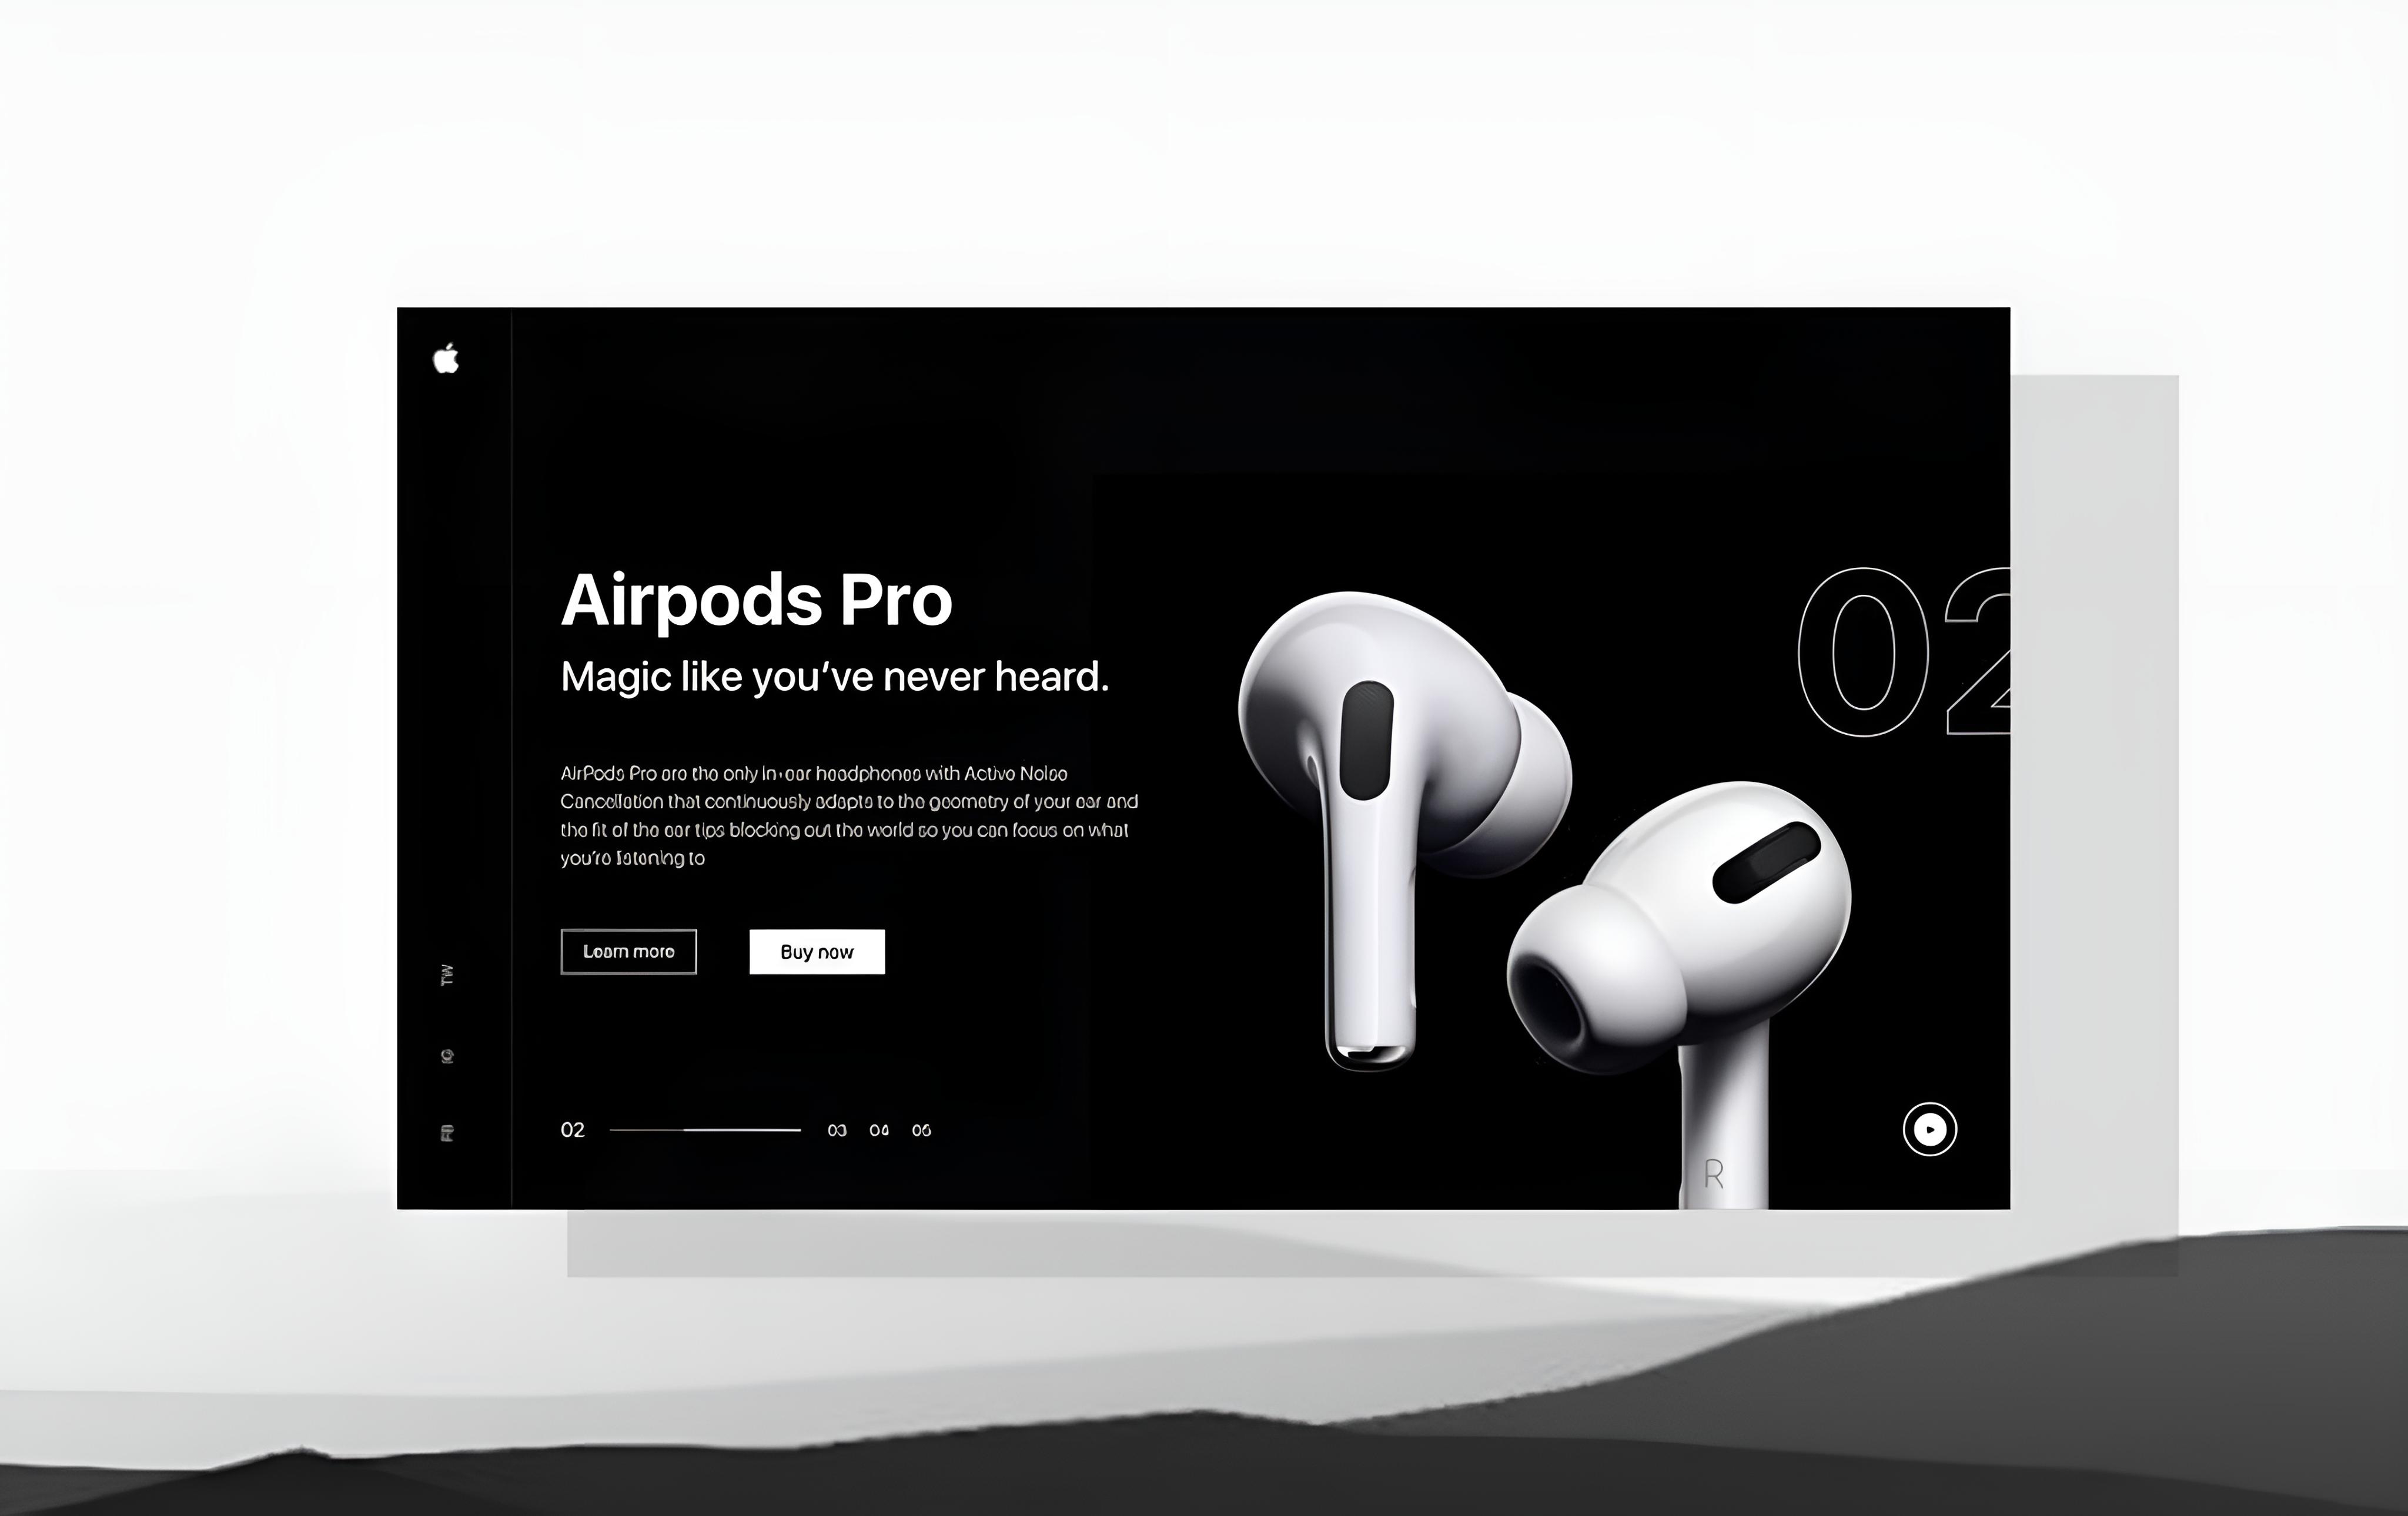 Airpods Pro
Magic like you've never heard.
02
AirPods Pro are the only in-ear headphones with Active Noise
Cancellation that continuously adapts to the geometry of your ear and
the fit of the ear tips blocking out the world so you can focus on what
you're listening to
Learn more
Buy now
TW
IG
FB
02
03 04 05
R